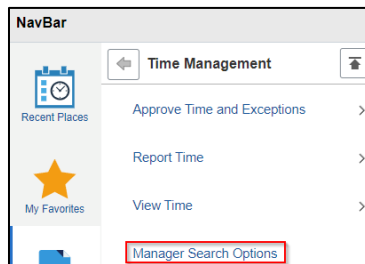 NavBar
Time Management
Recent Places
Approve Time and Exceptions
Report Time
My Favorites
View Time
Manager Search Options